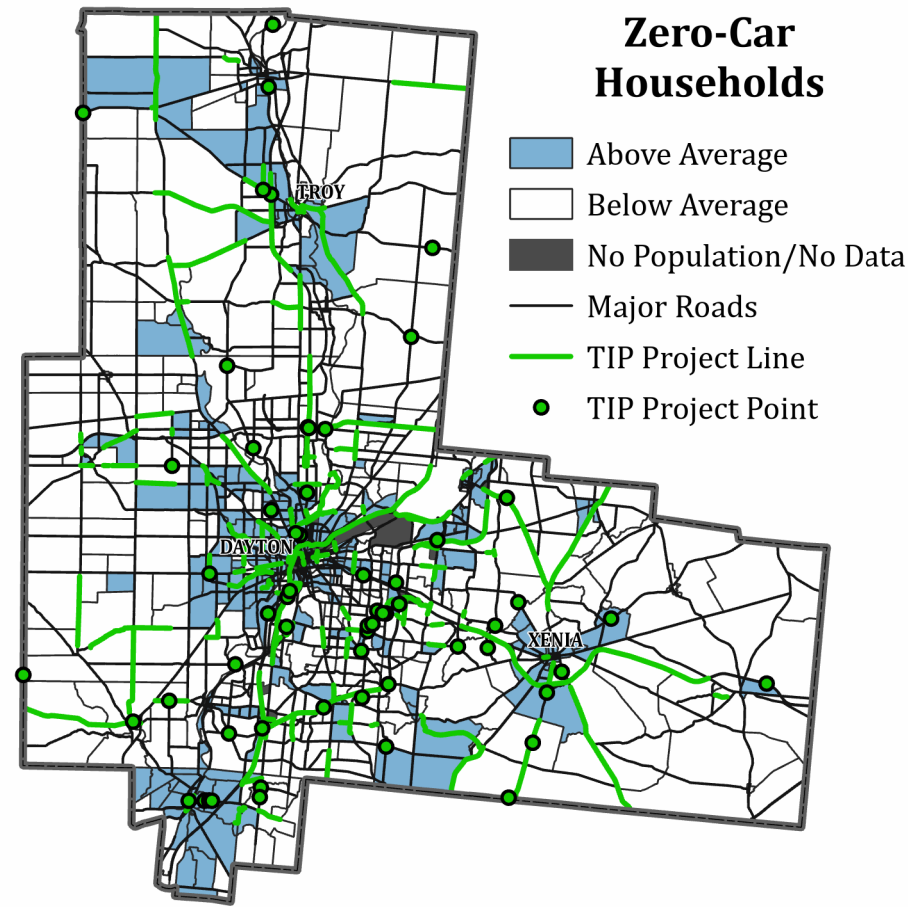 Zero-Car
Households
Above Average
Below Average
No Population/No Data
Major Roads
TIP Project Line
TIP Project Point
TROY
DAYTON
XENIA